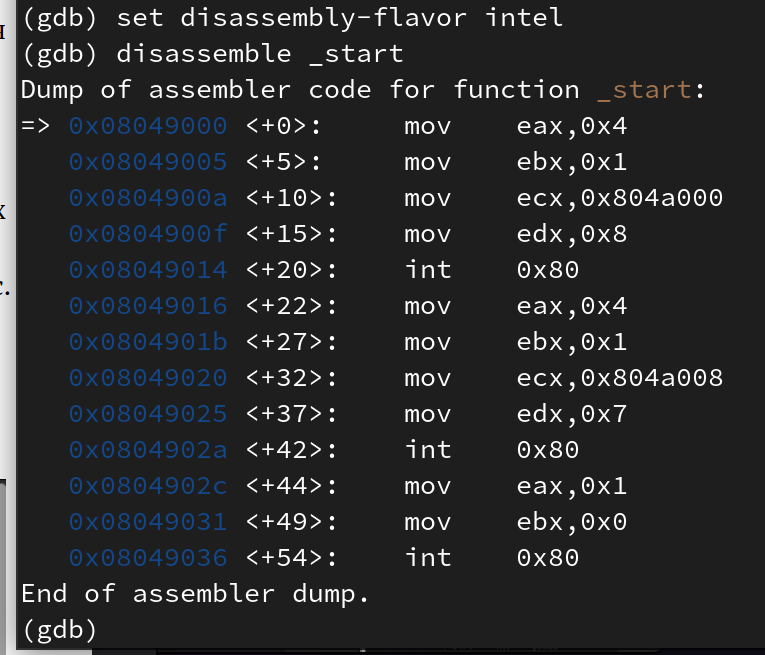 (gdb) set disassembly-flavor intel
(gdb) disassemble _start
Dump of assembler code for function _start:
=> 0x08049000 <+0>:     mov    eax,0x4
   0x08049005 <+5>:     mov    ebx,0x1
   0x0804900a <+10>:    mov    ecx,0x804a000
   0x0804900f <+15>:    mov    edx,0x8
   0x08049014 <+20>:    int    0x80
   0x08049016 <+22>:    mov    eax,0x4
   0x0804901b <+27>:    mov    ebx,0x1
   0x08049020 <+32>:    mov    ecx,0x804a008
   0x08049025 <+37>:    mov    edx,0x7
   0x0804902a <+42>:    int    0x80
   0x0804902c <+44>:    mov    eax,0x1
   0x08049031 <+49>:    mov    ebx,0x0
   0x08049036 <+54>:    int    0x80
End of assembler dump.
(gdb)